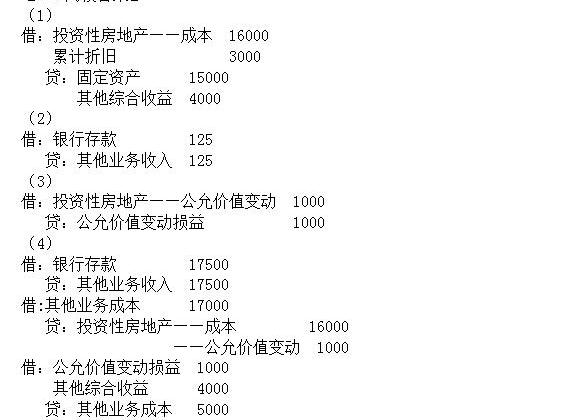 （1）
借：投资性房地产——成本 16000
累计折旧 3000
贷：固定资产 15000
其他综合收益 4000
（2）
借：银行存款 125
贷：其他业务收入 125
（3）
借：投资性房地产——公允价值变动 1000
贷：公允价值变动损益 1000
（4）
借：银行存款 17500
贷：其他业务收入 17500
借:其他业务成本 17000
贷：投资性房地产——成本 16000
——公允价值变动 1000
借：公允价值变动损益 1000
其他综合收益 4000
贷：其他业务成本 5000